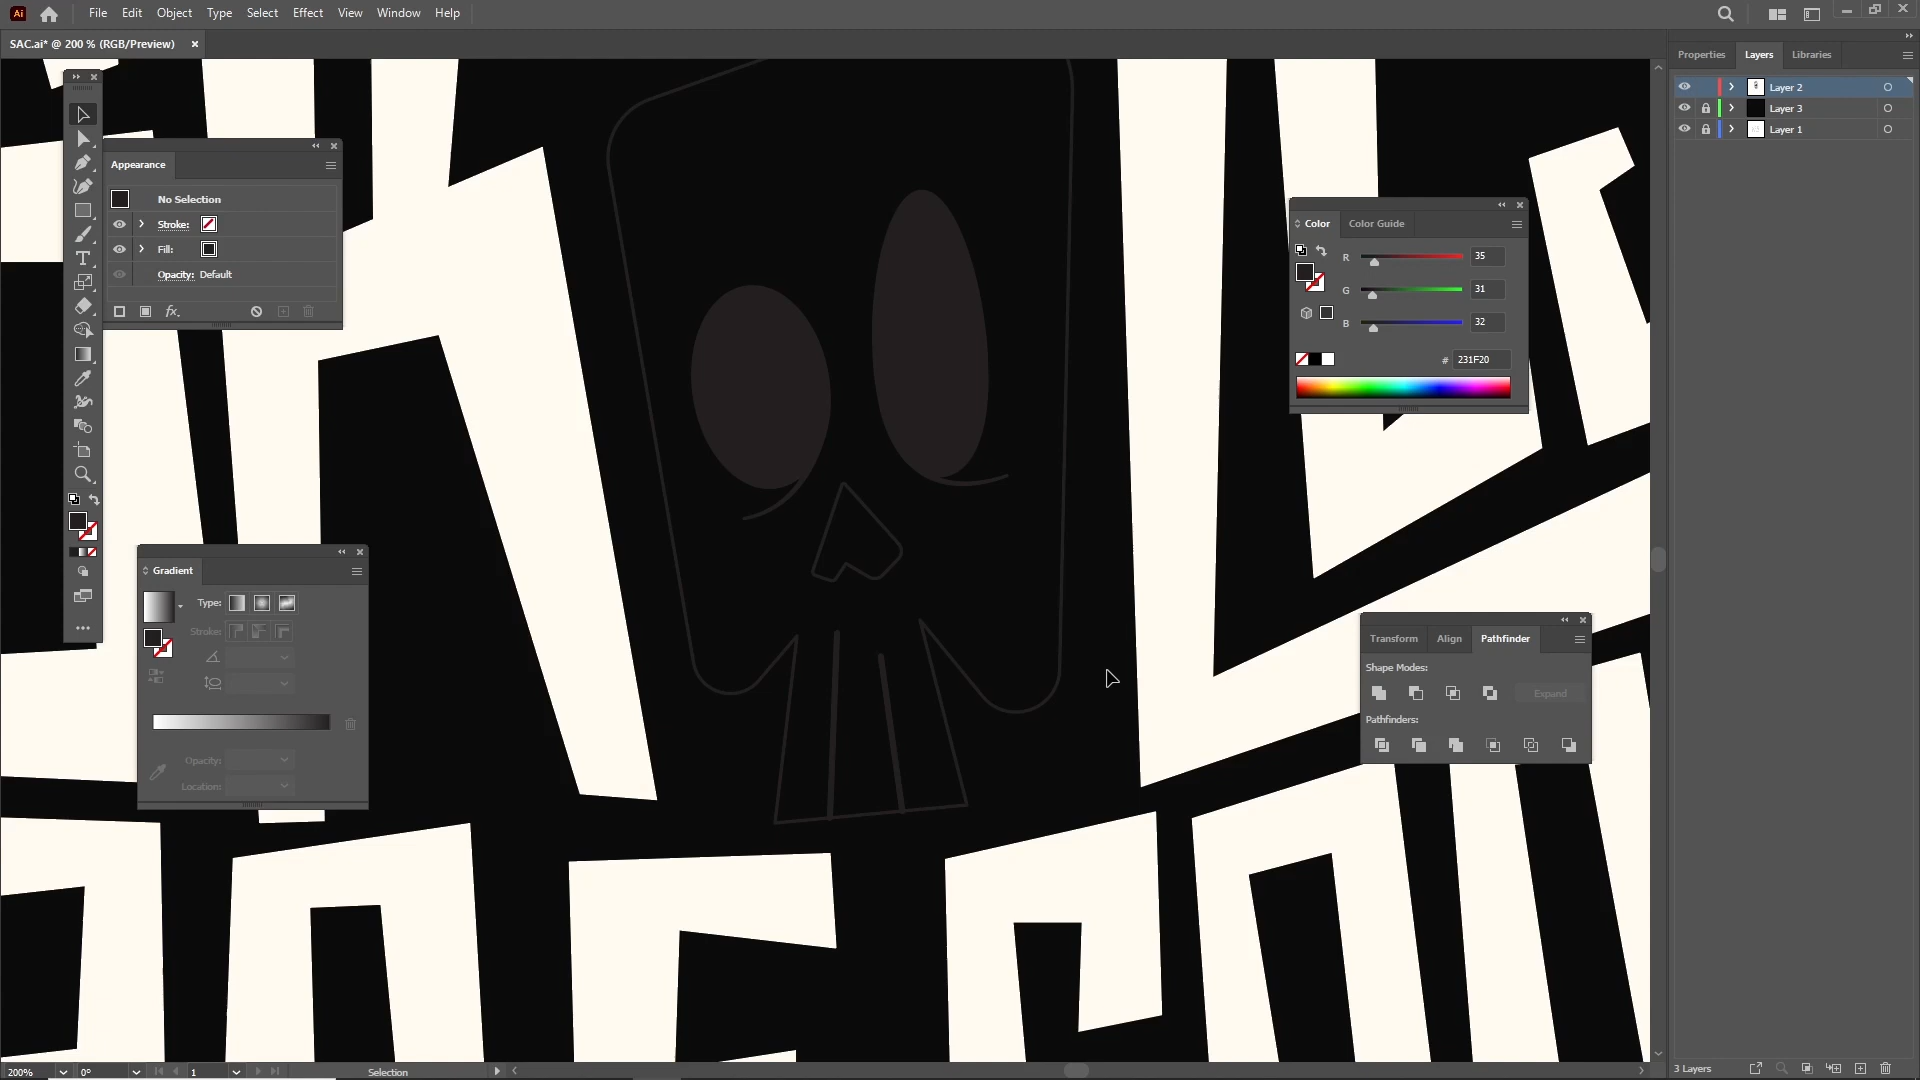 Ai File Edit Object Type Select Effect View Window Help
SAC.ai* @ 200 % (RGB/Preview)
Properties Layers Libraries
Layer 2
Layer 3
Layer 1
Appearance
No Selection
Stroke:
Fill:
Opacity: Default
fx.
Color Color Guide
R 35
G 31
B 32
# 231F20
Gradient
Type:
Stroke:
Opacity:
Location:
Transform Align Pathfinder
Shape Modes:
Expand
Pathfinders:
200% 0° 1 Selection
3 Layers